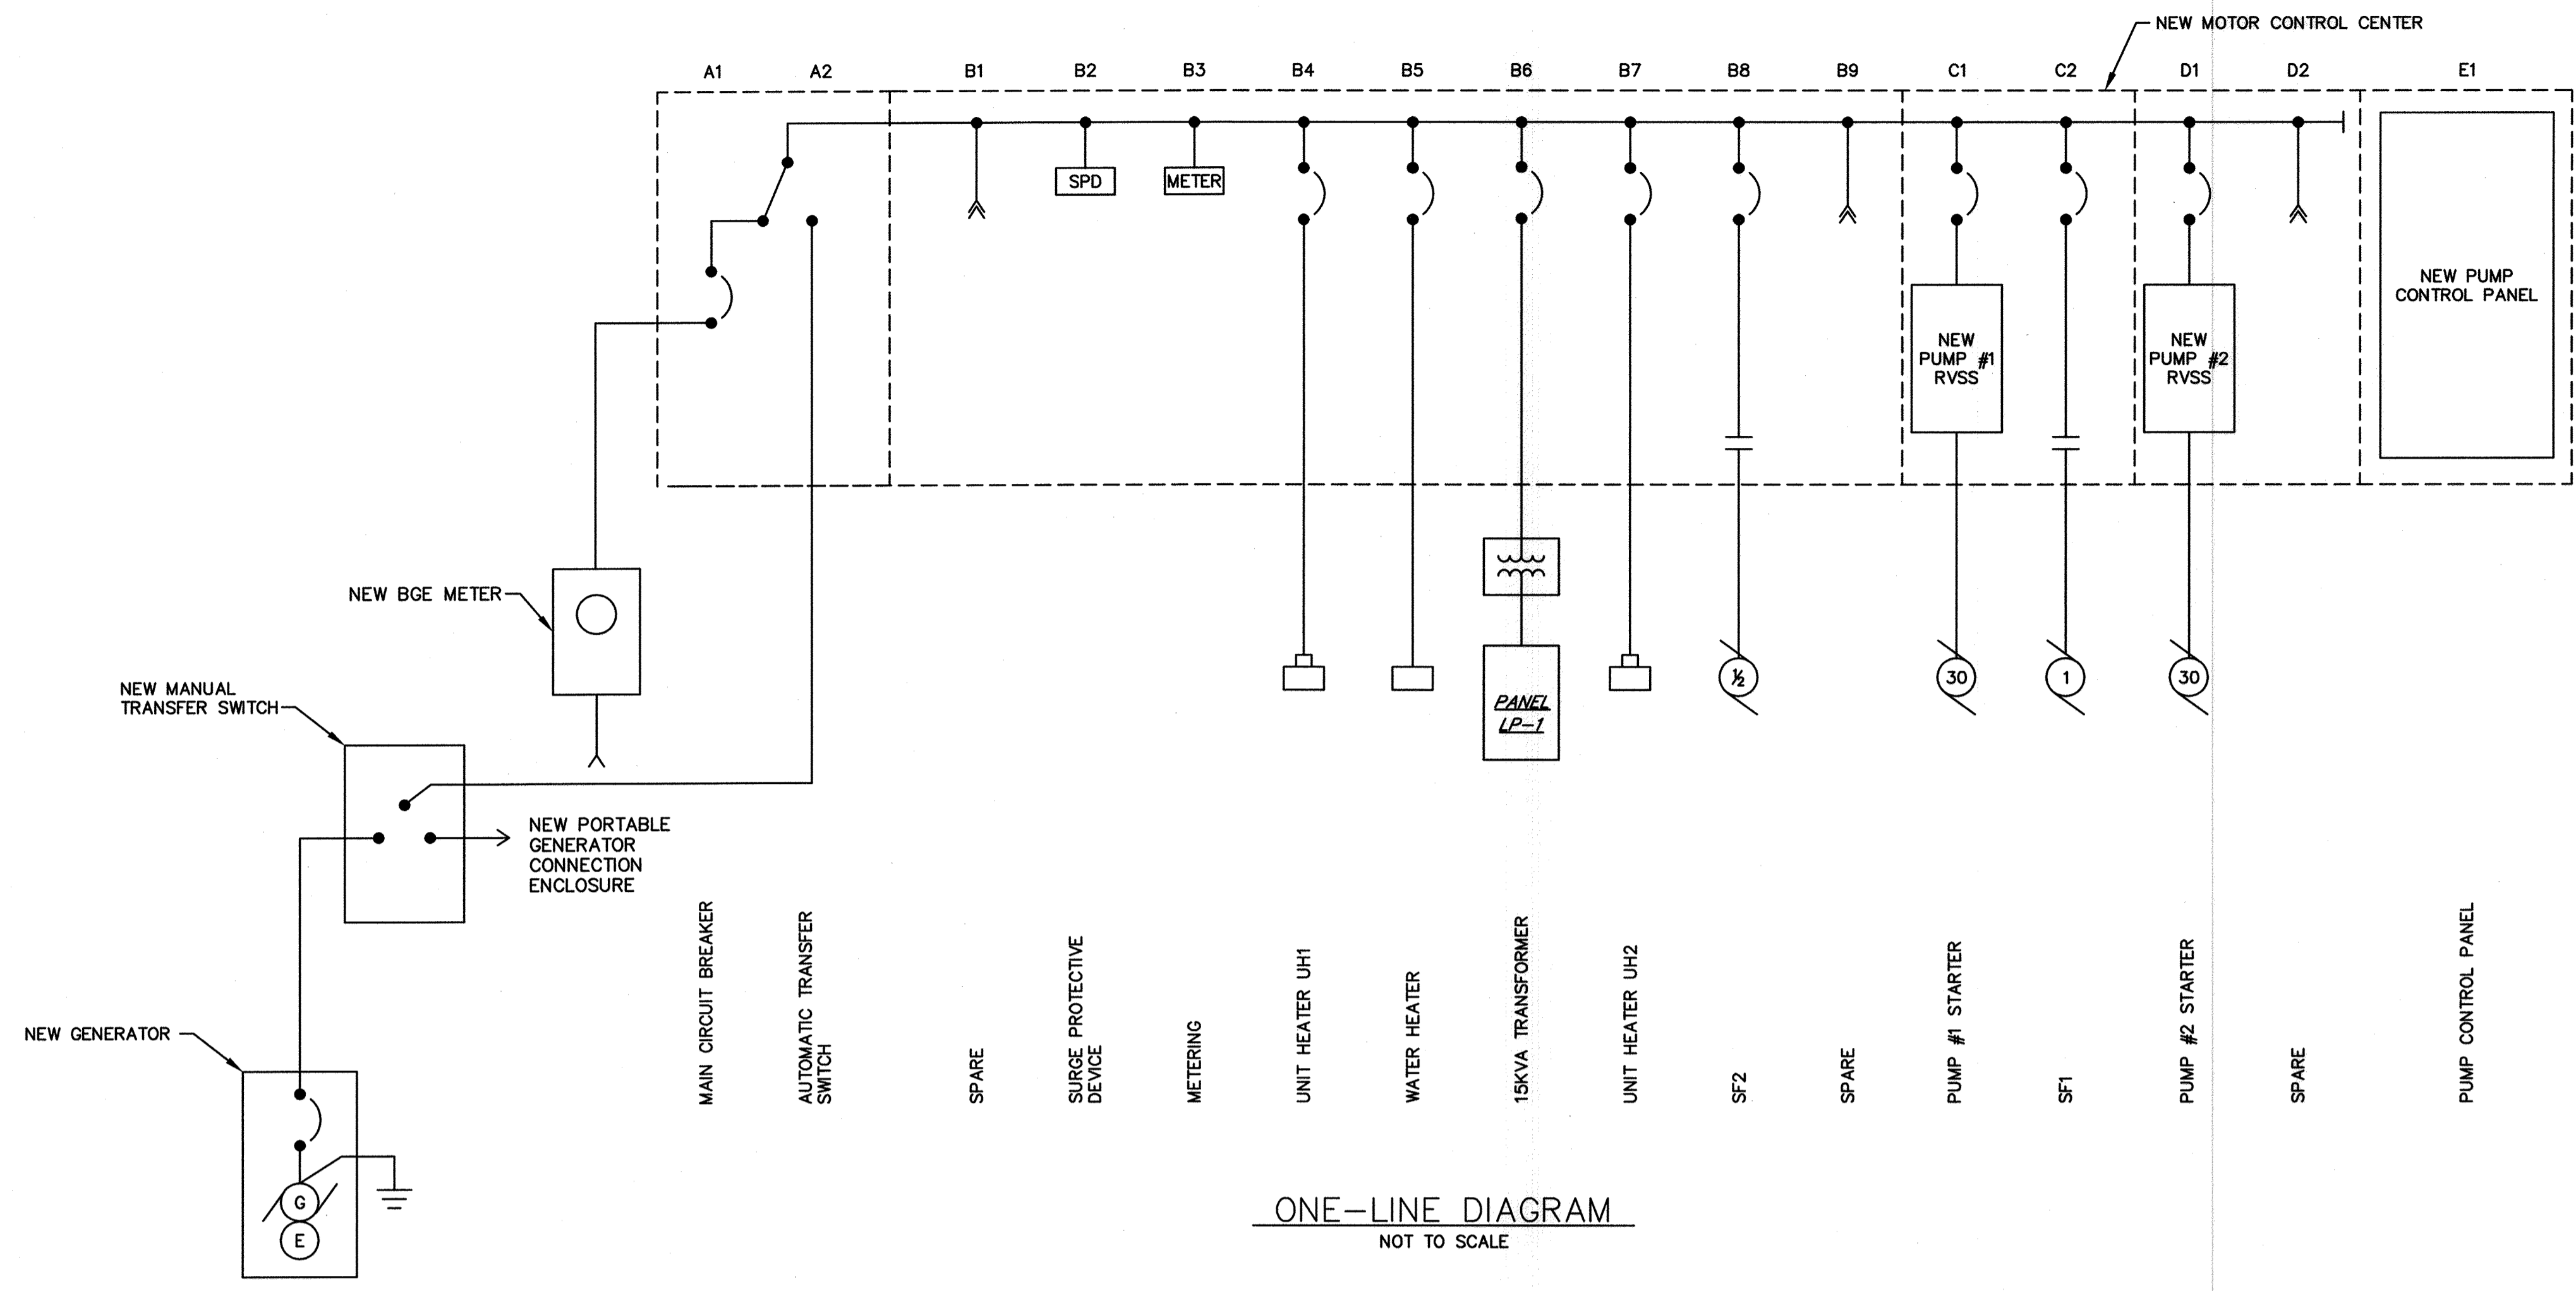 NEW MOTOR CONTROL CENTER
A1
A2
B1
B2
B3
B4
B5
B6
B7
B8
B9
C1
C2
D1
D2
E1
SPD
METER
NEW PUMP
CONTROL PANEL
NEW
PUMP #1
RVSS
NEW
PUMP #2
RVSS
NEW BGE METER
NEW MANUAL
TRANSFER SWITCH
PANEL
LP-1
½
30
1
30
NEW PORTABLE
GENERATOR
CONNECTION
ENCLOSURE
NEW GENERATOR
G
E
MAIN CIRCUIT BREAKER
AUTOMATIC TRANSFER
SWITCH
SPARE
SURGE PROTECTIVE
DEVICE
METERING
UNIT HEATER UH1
WATER HEATER
15KVA TRANSFORMER
UNIT HEATER UH2
SF2
SPARE
PUMP #1 STARTER
SF1
PUMP #2 STARTER
SPARE
PUMP CONTROL PANEL
ONE-LINE DIAGRAM
NOT TO SCALE